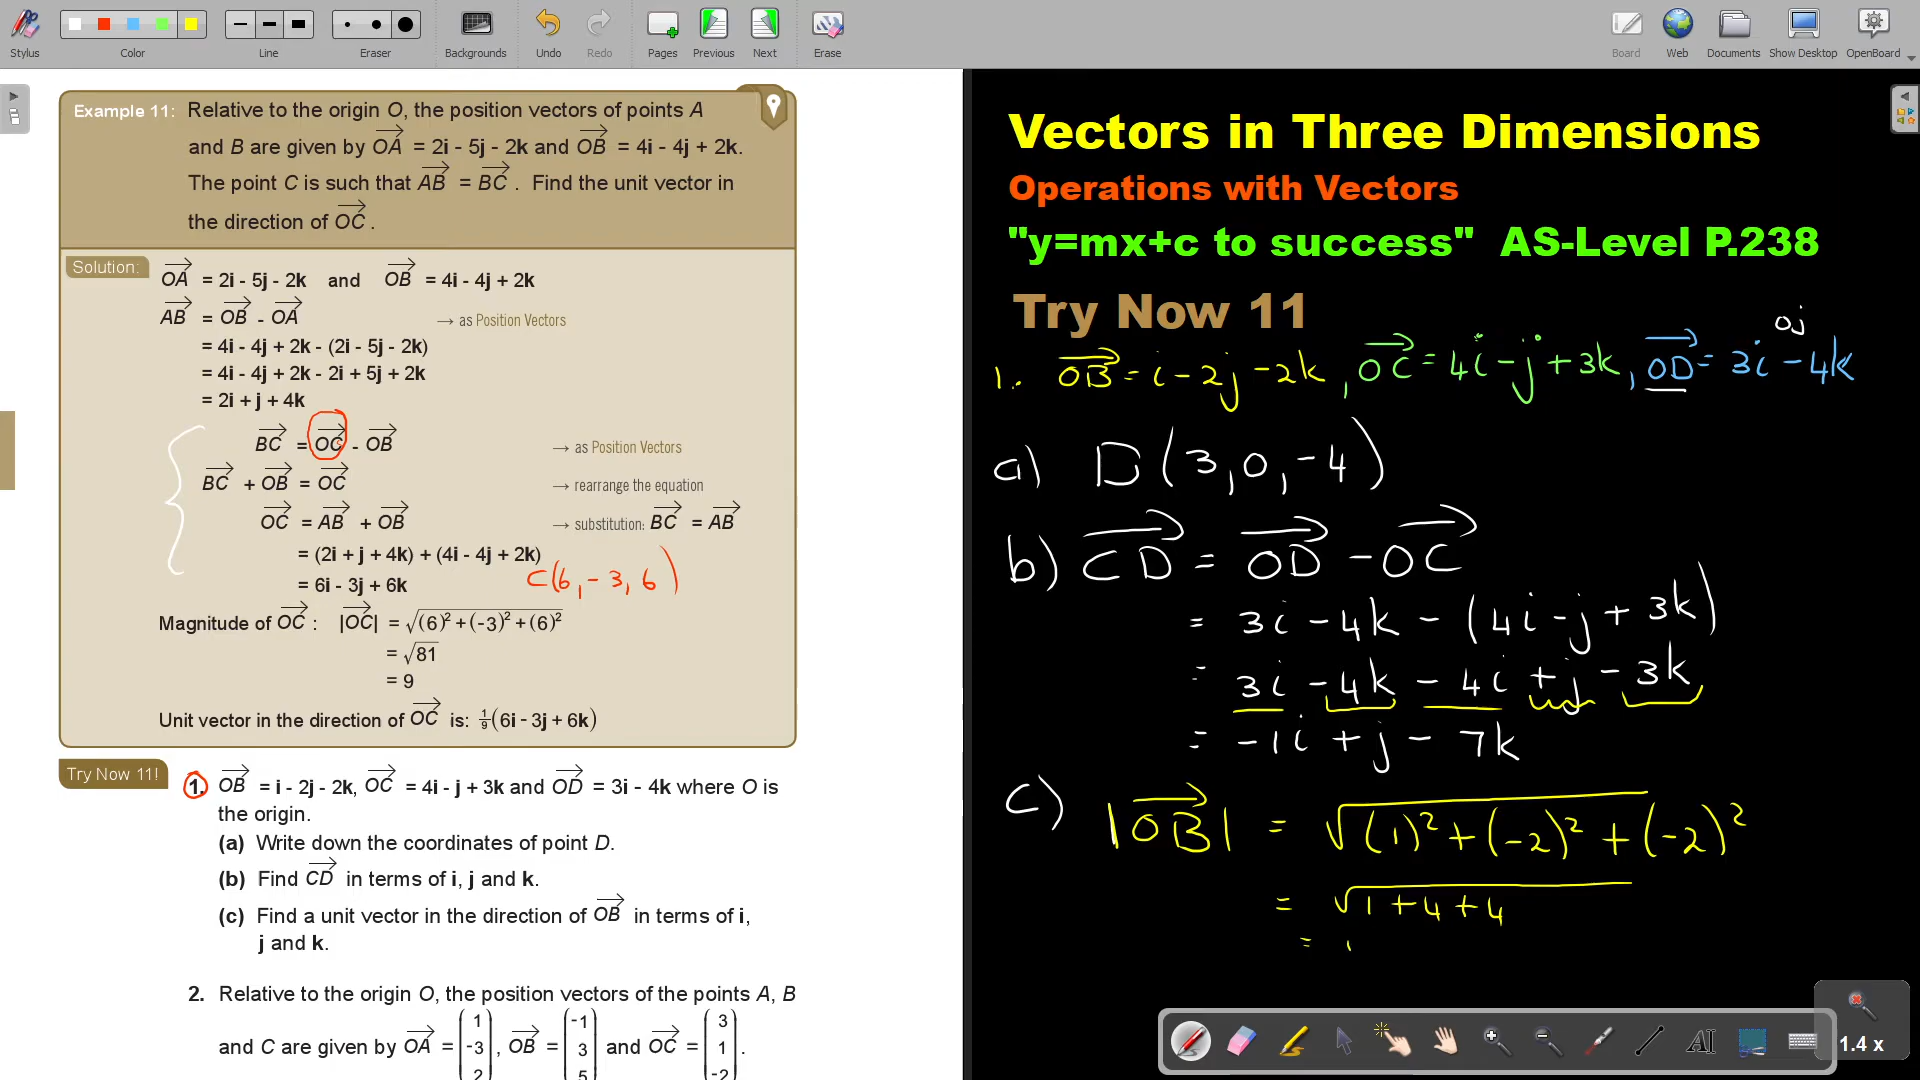 Stylus
Color
Line
Eraser
Backgrounds
Undo
Redo
Pages
Previous
Next
Erase
Board
Web
Documents
Show Desktop
OpenBoard
Example 11: Relative to the origin O, the position vectors of points A
and B are given by OA = 2i - 5j - 2k and OB = 4i - 4j + 2k.
The point C is such that AB = BC . Find the unit vector in
the direction of OC .
Solution:
OA = 2i - 5j - 2k and OB = 4i - 4j + 2k
AB = OB - OA → as Position Vectors
= 4i - 4j + 2k - (2i - 5j - 2k)
= 4i - 4j + 2k - 2i + 5j + 2k
= 2i + j + 4k
BC = OC - OB → as Position Vectors
BC + OB = OC → rearrange the equation
OC = AB + OB → substitution: BC = AB
= (2i + j + 4k) + (4i - 4j + 2k)
= 6i - 3j + 6k C(6, -3, 6)
Magnitude of OC : |OC| = √(6)² + (-3)² + (6)²
= √81
= 9
Unit vector in the direction of OC is: 1/9(6i - 3j + 6k)
Try Now 11!
1. OB = i - 2j - 2k, OC = 4i - j + 3k and OD = 3i - 4k where O is
the origin.
(a) Write down the coordinates of point D.
(b) Find CD in terms of i, j and k.
(c) Find a unit vector in the direction of OB in terms of i,
j and k.
2. Relative to the origin O, the position vectors of the points A, B
and C are given by OA = (1 -3 2), OB = (-1 3 5) and OC = (3 1 -2).
Vectors in Three Dimensions
Operations with Vectors
"y=mx+c to success" AS-Level P.238
Try Now 11
0j
1. OB = i - 2j - 2k, OC = 4i - j + 3k, OD = 3i - 4k
a) D(3, 0, -4)
b) CD = OD - OC
= 3i - 4k - (4i - j + 3k)
= 3i - 4k - 4i + j - 3k
= -1i + j - 7k
c) |OB| = √(1)² + (-2)² + (-2)²
= √1 + 4 + 4
=
1.4 x